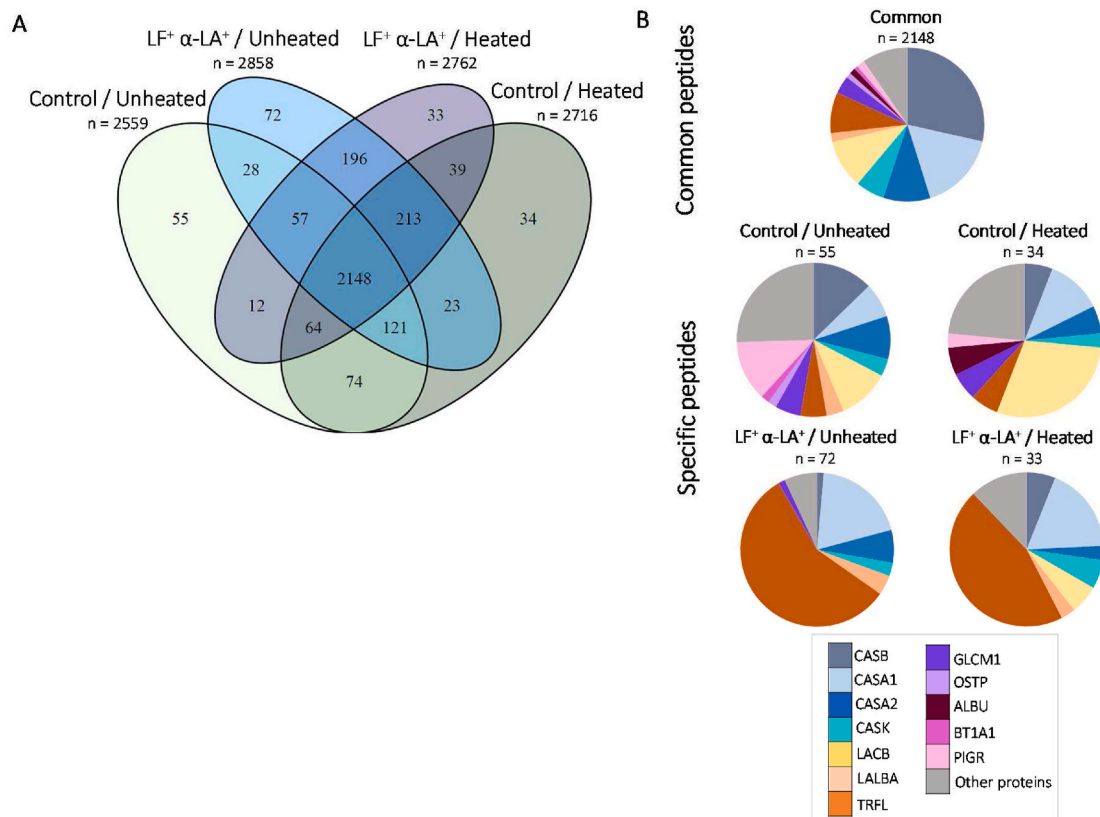 A
LF⁺ α-LA⁺ / Unheated
n = 2858
LF⁺ α-LA⁺ / Heated
n = 2762
Control / Unheated
n = 2559
Control / Heated
n = 2716
72
33
28
196
39
55
57
213
34
2148
12
64
121
23
74
B
Common peptides
Common
n = 2148
Specific peptides
Control / Unheated
n = 55
Control / Heated
n = 34
LF⁺ α-LA⁺ / Unheated
n = 72
LF⁺ α-LA⁺ / Heated
n = 33
CASB
CASA1
CASA2
CASK
LACB
LALBA
TRFL
GLCM1
OSTP
ALBU
BT1A1
PIGR
Other proteins